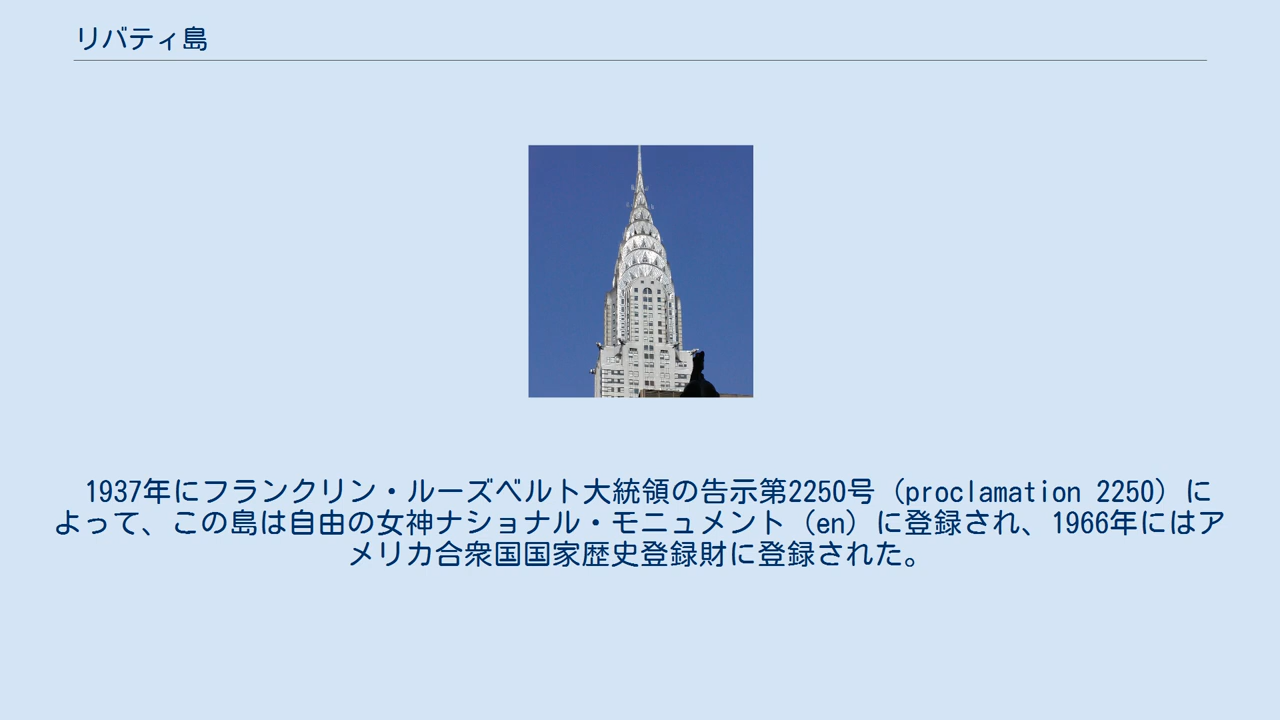 リバティ島
1937年にフランクリン・ルーズベルト大統領の告示第2250号（proclamation 2250）に
よって、この島は自由の女神ナショナル・モニュメント（en）に登録され、1966年にはア
メリカ合衆国国家歴史登録財に登録された。